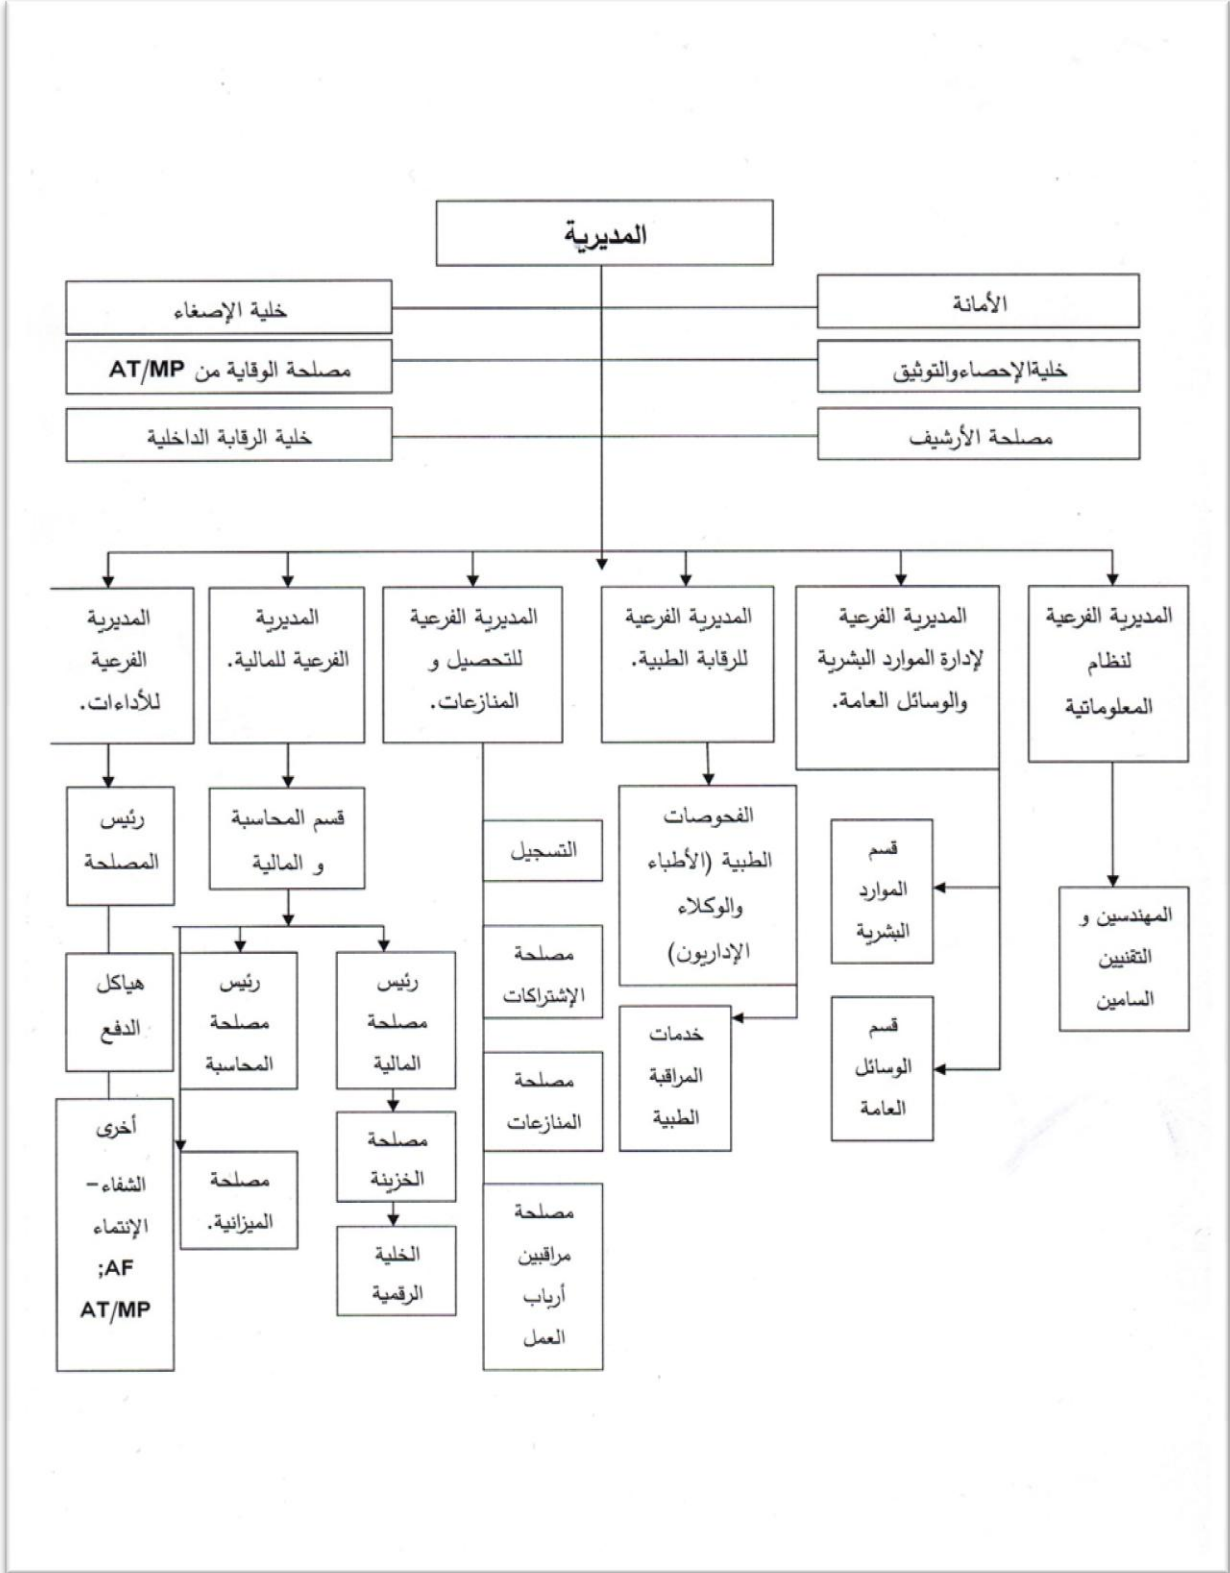 المديرية
الأمانة
خلية الإصغاء
خليةالإحصاءوالتوثيق
مصلحة الوقاية من AT/MP
مصلحة الأرشيف
خلية الرقابة الداخلية
المديرية الفرعية
لنظام
المعلوماتية
المديرية الفرعية
لإدارة الموارد البشرية
والوسائل العامة.
المديرية الفرعية
للرقابة الطبية.
المديرية الفرعية
للتحصيل و
المنازعات.
المديرية
الفرعية للمالية.
المديرية
الفرعية
للأداءات.
المهندسين و
التقنيين
السامين
قسم
الموارد
البشرية
قسم
الوسائل
العامة
الفحوصات
الطبية (الأطباء
والوكلاء
الإداريون)
خدمات
المراقبة
الطبية
التسجيل
مصلحة
الإشتراكات
مصلحة
المنازعات
مصلحة
مراقبين
أرباب
العمل
قسم المحاسبة
و المالية
رئيس
مصلحة
المالية
مصلحة
الخزينة
الخلية
الرقمية
رئيس
مصلحة
المحاسبة
مصلحة
الميزانية.
رئيس
المصلحة
هياكل
الدفع
أخرى
الشفاء –
الإنتماء
AF;
AT/MP